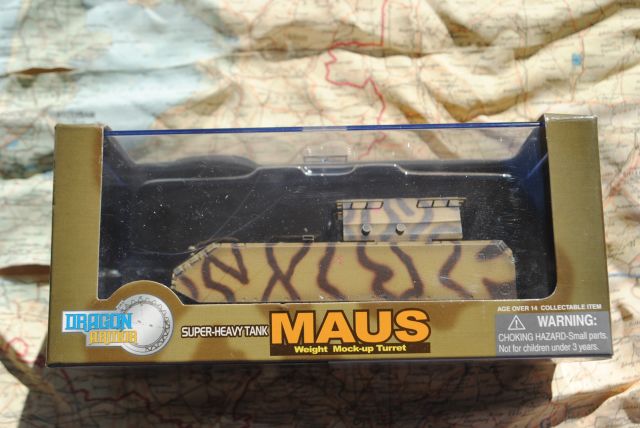 DRAGON
ARMOR
SUPER-HEAVY TANK
MAUS
Weight Mock-up Turret
AGE OVER 14 COLLECTABLE ITEM
WARNING:
CHOKING HAZARD-Small parts.
Not for children under 3 years.